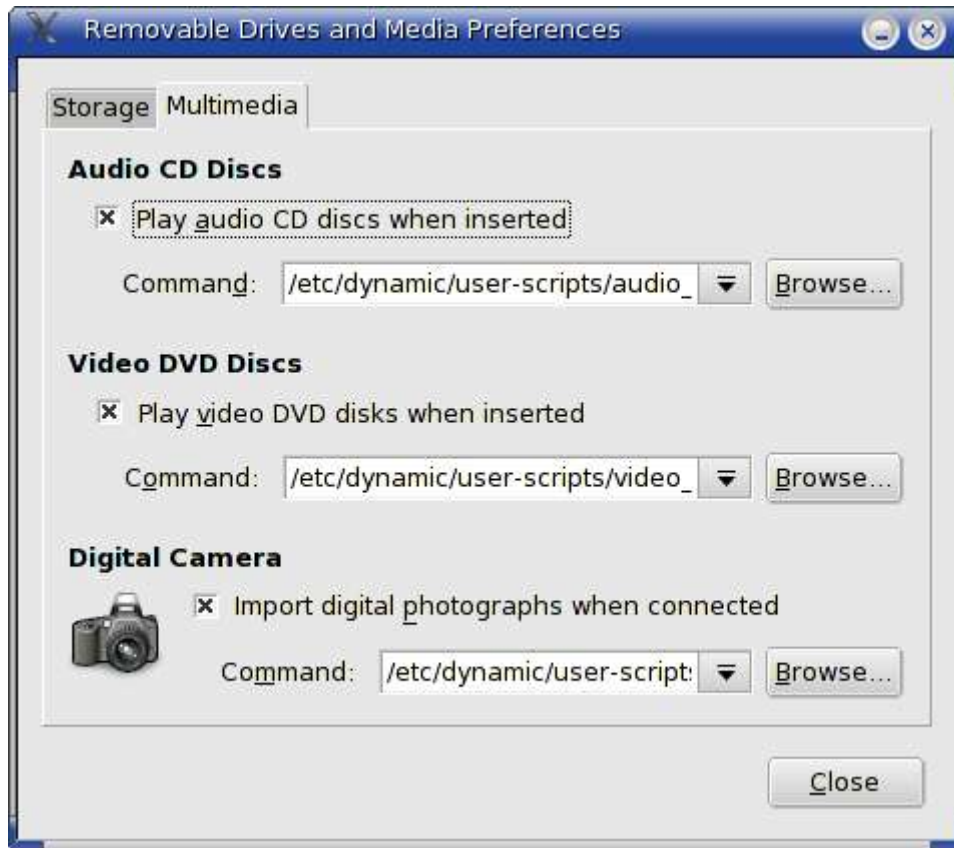 Removable Drives and Media Preferences
Storage Multimedia
Audio CD Discs
Play audio CD discs when inserted
Command: /etc/dynamic/user-scripts/audio_ Browse...
Video DVD Discs
Play video DVD disks when inserted
Command: /etc/dynamic/user-scripts/video_ Browse...
Digital Camera
Import digital photographs when connected
Command: /etc/dynamic/user-scripts Browse...
Close